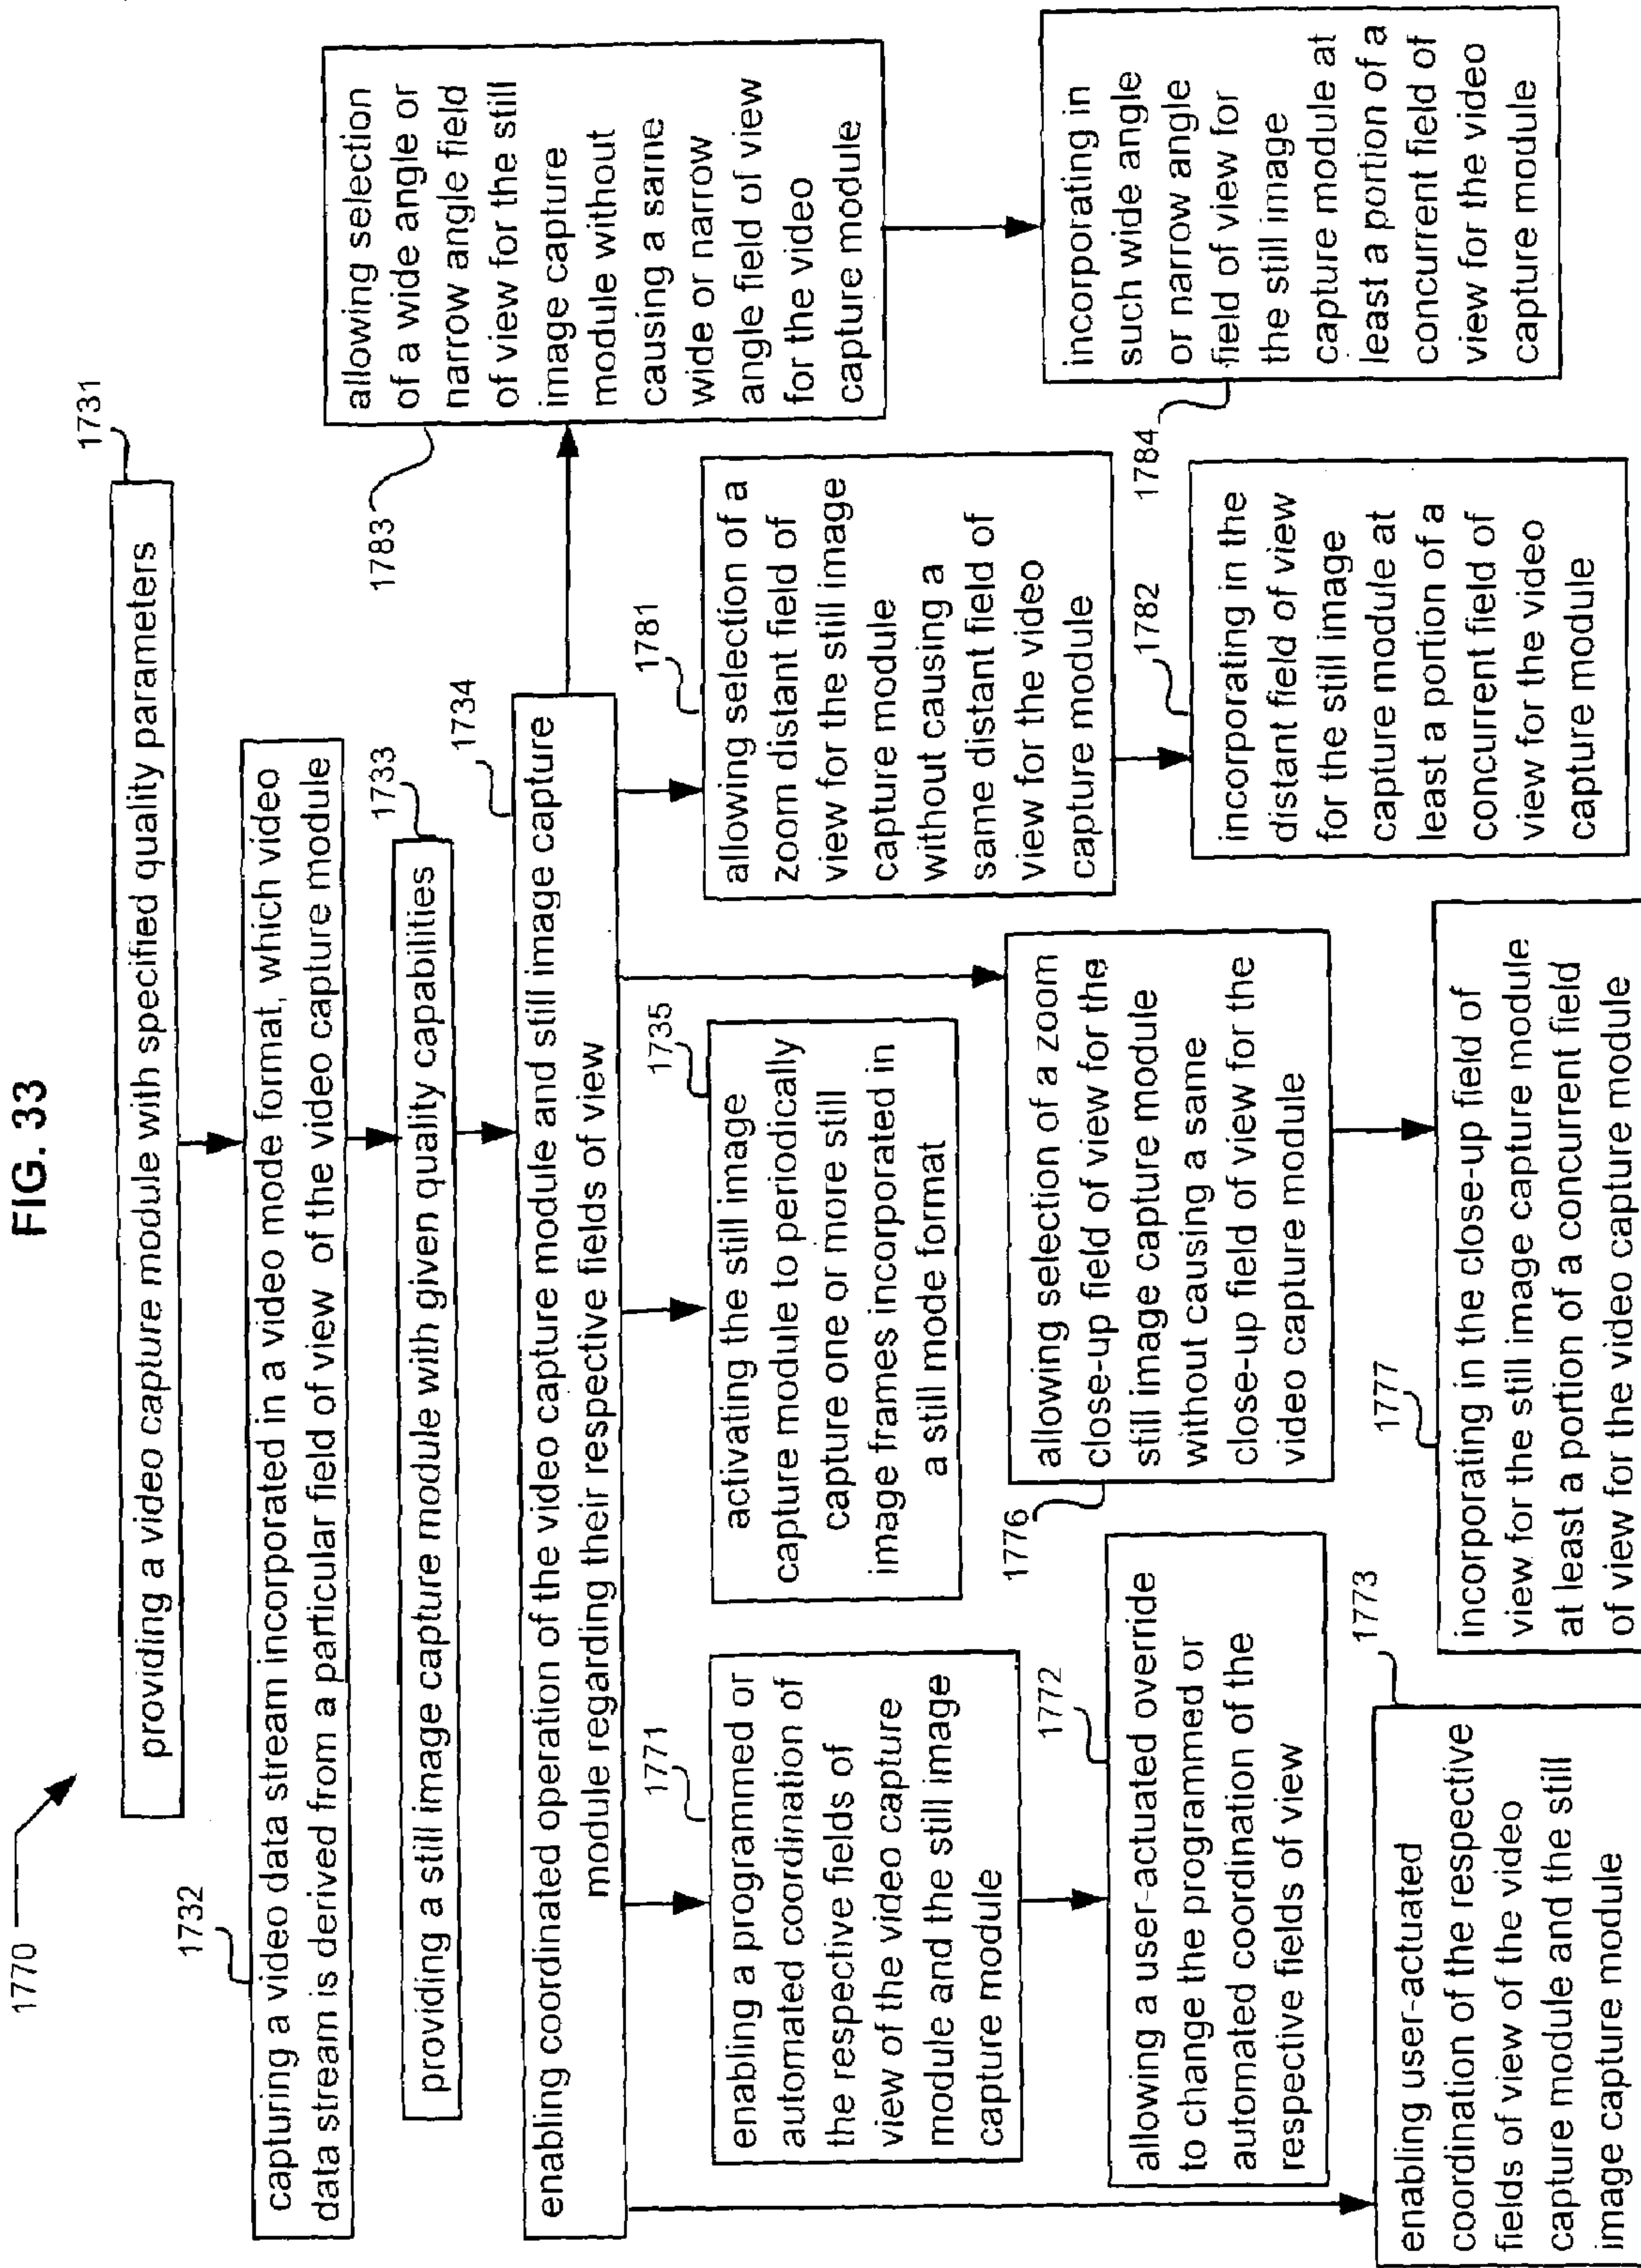 FIG. 33
1770
1731
providing a video capture module with specified quality parameters
1732
capturing a video data stream incorporated in a video mode format, which video
data stream is derived from a particular field of view of the video capture module
1733
providing a still image capture module with given quality capabilities
1734
enabling coordinated operation of the video capture module and still image capture
module regarding their respective fields of view
1771
enabling a programmed or
automated coordination of
the respective fields of
view of the video capture
module and the still image
capture module
1772
allowing a user-actuated override
to change the programmed or
automated coordination of the
respective fields of view
1773
enabling user-actuated
coordination of the respective
fields of view of the video
capture module and the still
image capture module
1735
activating the still image
capture module to periodically
capture one or more still
image frames incorporated in
a still mode format
1776
allowing selection of a zoom
close-up field of view for the
still image capture module
without causing a same
close-up field of view for the
video capture module
1777
incorporating in the close-up field of
view for the still image capture module
at least a portion of a concurrent field
of view for the video capture module
1781
allowing selection of a
zoom distant field of
view for the still image
capture module
without causing a
same distant field of
view for the video
capture module
1782
incorporating in the
distant field of view
for the still image
capture module at
least a portion of a
concurrent field of
view for the video
capture module
1783
allowing selection
of a wide angle or
narrow angle field
of view for the still
image capture
module without
causing a same
wide or narrow
angle field of view
for the video
capture module
1784
incorporating in
such wide angle
or narrow angle
field of view for
the still image
capture module at
least a portion of a
concurrent field of
view for the video
capture module